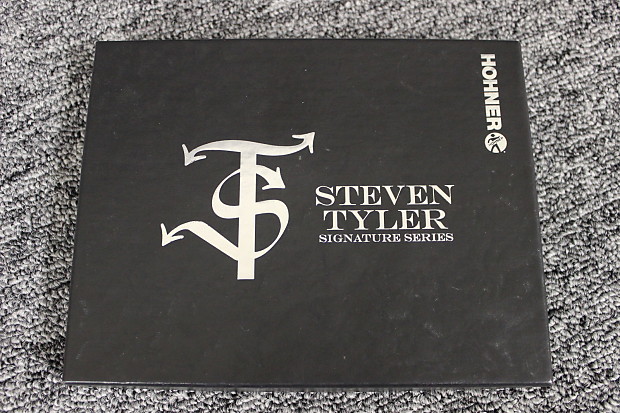 HOHNER
STEVEN
TYLER
SIGNATURE SERIES